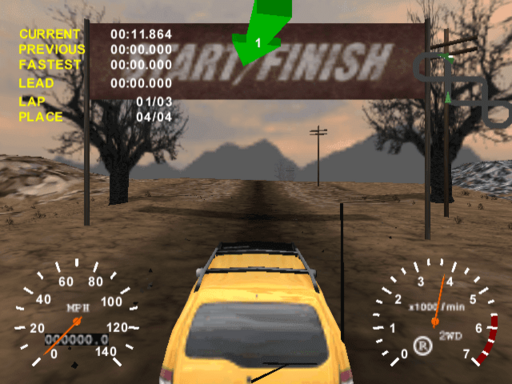 CURRENT 00:11.864
PREVIOUS 00:00.000
FASTEST 00:00.000
LEAD 00:00.000
LAP 01/03
PLACE 04/04
1
START/FINISH
MPH
0 20 40 60 80 100 120 140
000000.0
x1000/min
0 1 2 3 4 5 6 7
2WD
R